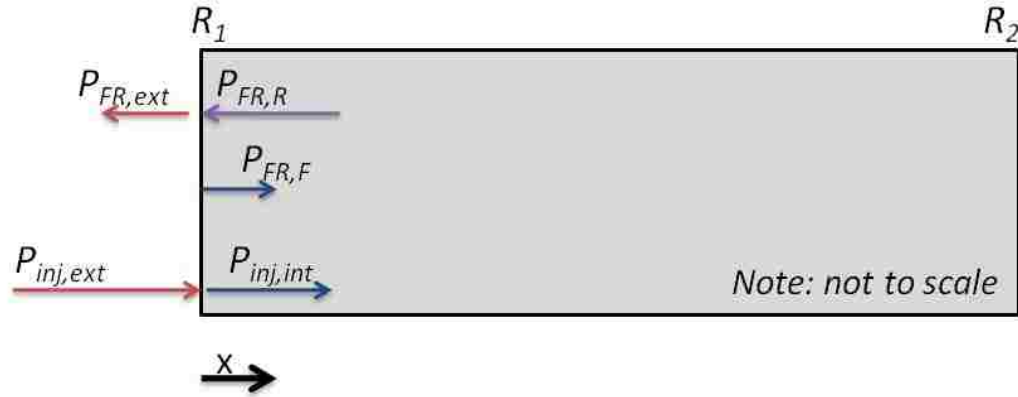 R1 R2
PFR,ext PFR,R
PFR,F
Pinj,ext Pinj,int
Note: not to scale
x